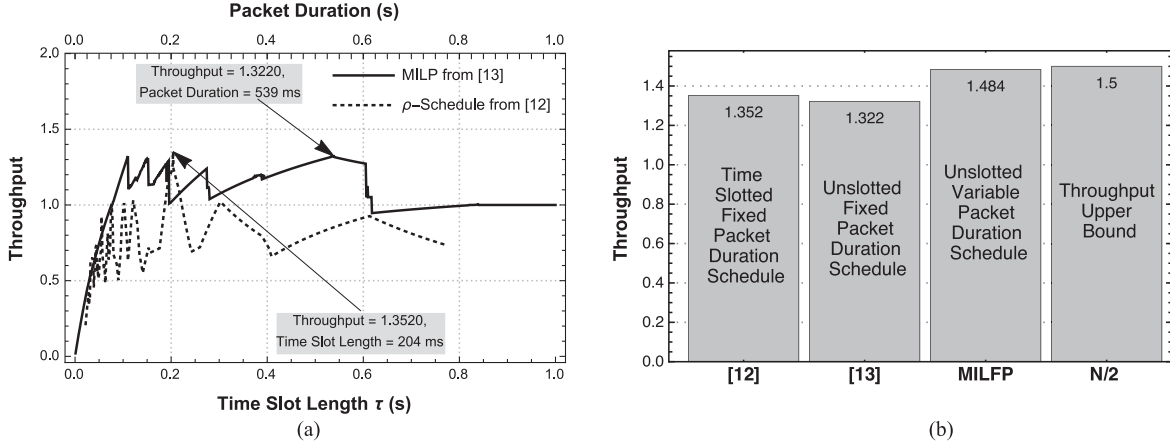 Packet Duration (s)
0.0 0.2 0.4 0.6 0.8 1.0
2.0
1.5
1.0
0.5
0.0
Throughput
Throughput = 1.3220,
Packet Duration = 539 ms
MILP from [13]
ρ–Schedule from [12]
Throughput = 1.3520,
Time Slot Length = 204 ms
0.0 0.2 0.4 0.6 0.8 1.0
Time Slot Length τ (s)
(a)
Throughput
1.4
1.2
1.0
0.8
0.6
0.4
0.2
0.0
1.352
Time
Slotted
Fixed
Packet
Duration
Schedule
1.322
Unslotted
Fixed
Packet
Duration
Schedule
1.484
Unslotted
Variable
Packet
Duration
Schedule
1.5
Throughput
Upper
Bound
[12] [13] MILFP N/2
(b)